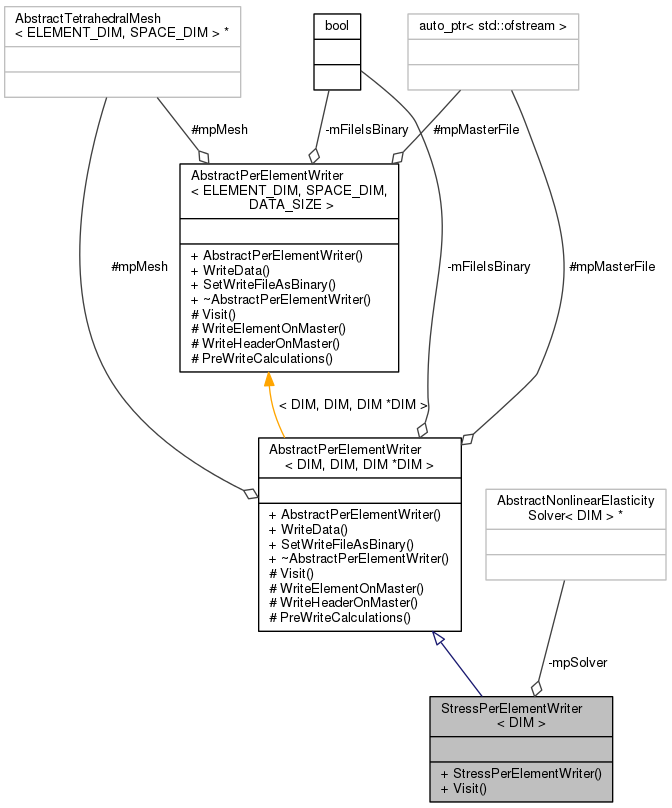 AbstractTetrahedralMesh
< ELEMENT_DIM, SPACE_DIM > *
bool
auto_ptr< std::ofstream >
#mpMesh
-mFileIsBinary
#mpMasterFile
AbstractPerElementWriter
< ELEMENT_DIM, SPACE_DIM,
DATA_SIZE >
+ AbstractPerElementWriter()
+ WriteData()
+ SetWriteFileAsBinary()
+ ~AbstractPerElementWriter()
# Visit()
# WriteElementOnMaster()
# WriteHeaderOnMaster()
# PreWriteCalculations()
#mpMesh
-mFileIsBinary
#mpMasterFile
< DIM, DIM, DIM *DIM >
AbstractPerElementWriter
< DIM, DIM, DIM *DIM >
+ AbstractPerElementWriter()
+ WriteData()
+ SetWriteFileAsBinary()
+ ~AbstractPerElementWriter()
# Visit()
# WriteElementOnMaster()
# WriteHeaderOnMaster()
# PreWriteCalculations()
AbstractNonlinearElasticity
Solver< DIM > *
-mpSolver
StressPerElementWriter
< DIM >
+ StressPerElementWriter()
+ Visit()